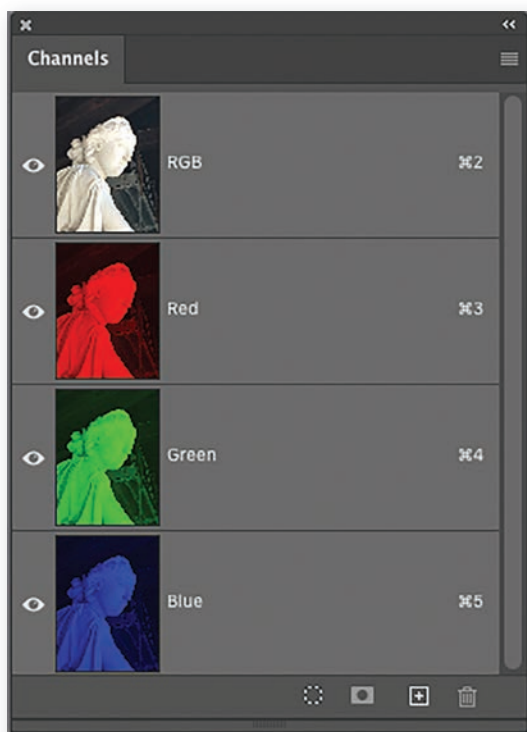 Channels
RGB ⌘2
Red ⌘3
Green ⌘4
Blue ⌘5